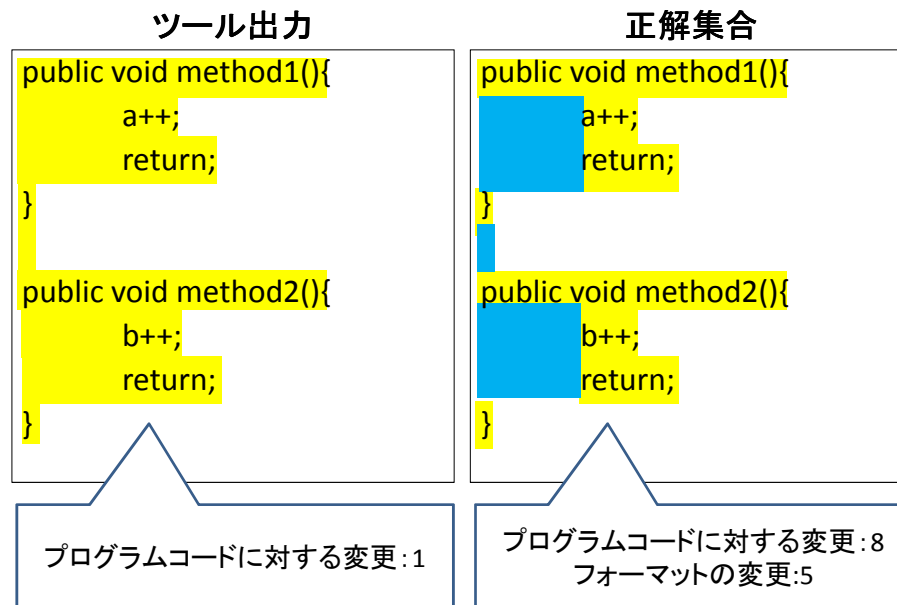 ツール出力
public void method1(){
a++;
return;
}
public void method2(){
b++;
return;
}
プログラムコードに対する変更:1
正解集合
public void method1(){
a++;
return;
}
public void method2(){
b++;
return;
}
プログラムコードに対する変更:8
フォーマットの変更:5